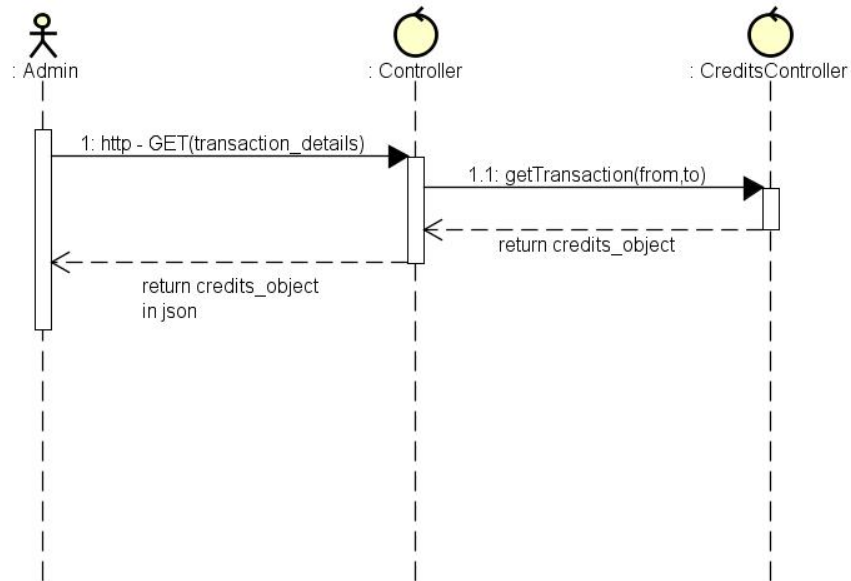 : Admin
: Controller
: CreditsController
1: http - GET(transaction_details)
1.1: getTransaction(from,to)
return credits_object
return credits_object
in json